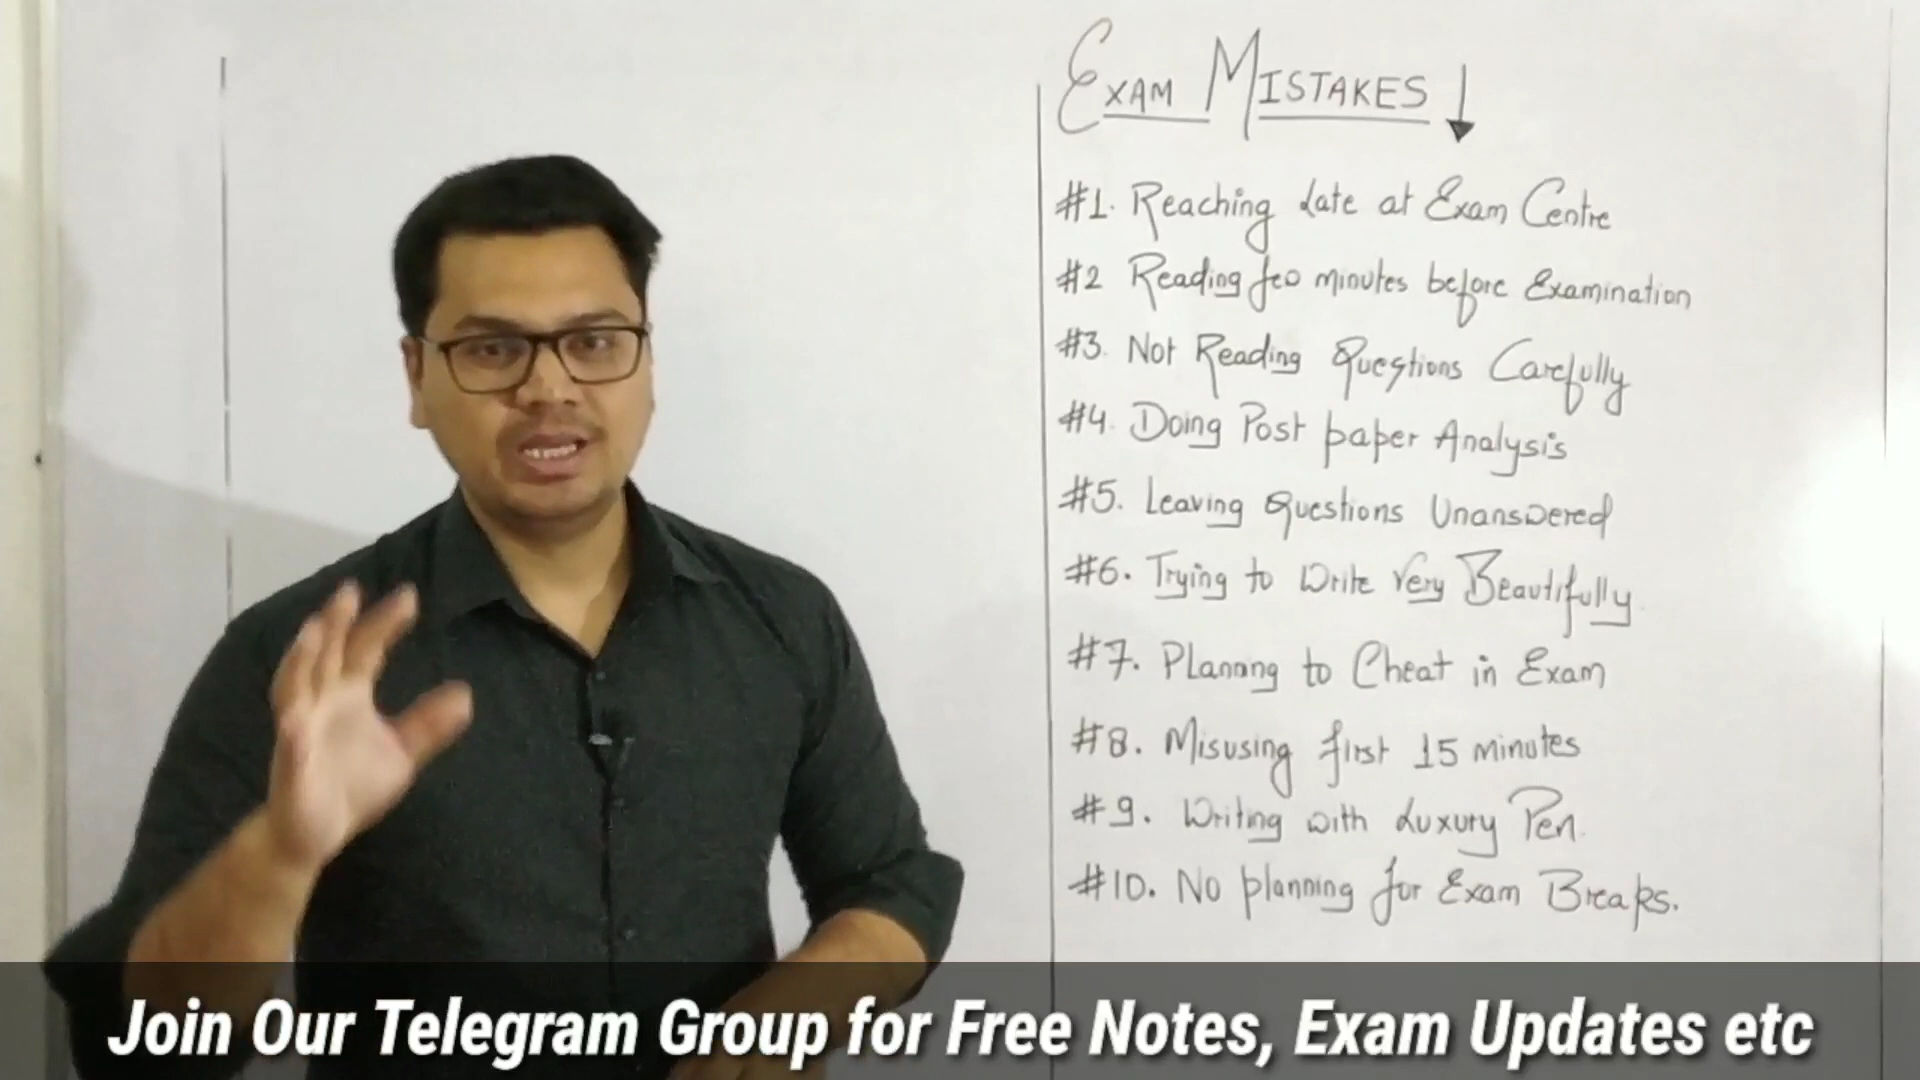 Exam Mistakes ↓
#1. Reaching Late at Exam Centre
#2 Reading few minutes before Examination
#3. Not Reading Questions Carefully
#4. Doing Post paper Analysis
#5. Leaving Questions Unanswered
#6. Trying to Write Very Beautifully
#7. Planning to Cheat in Exam
#8. Misusing first 15 minutes
#9. Writing with Luxury Pen.
#10. No planning for Exam Breaks.
Join Our Telegram Group for Free Notes, Exam Updates etc